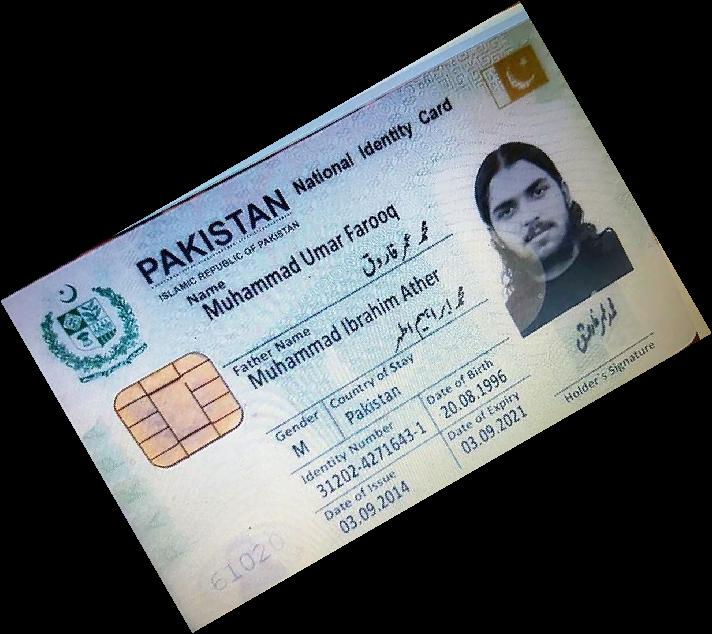 PAKISTAN National Identity Card
ISLAMIC REPUBLIC OF PAKISTAN
Name
Muhammad Umar Farooq
محمد عمر فاروق
Father Name
Muhammad Ibrahim Ather
محمد ابراہیم اطہر
Gender
M
Country of Stay
Pakistan
Identity Number
31202-4271643-1
Date of Birth
20.08.1996
Date of Issue
03.09.2014
Date of Expiry
03.09.2021
Holder's Signature
61020